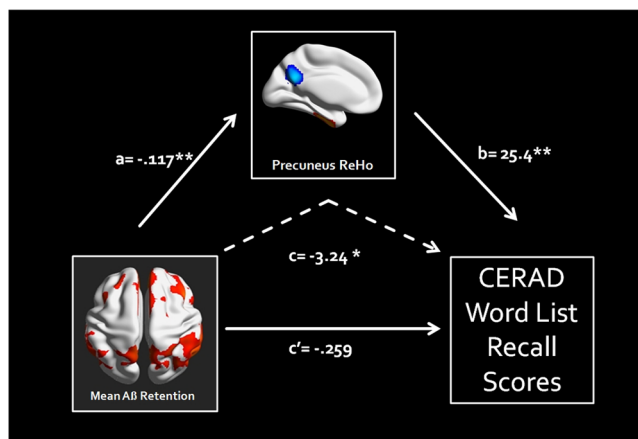 Precuneus ReHo
a= -.117**
b= 25.4**
c= -3.24 *
c’= -.259
Mean Aß Retention
CERAD
Word List
Recall
Scores